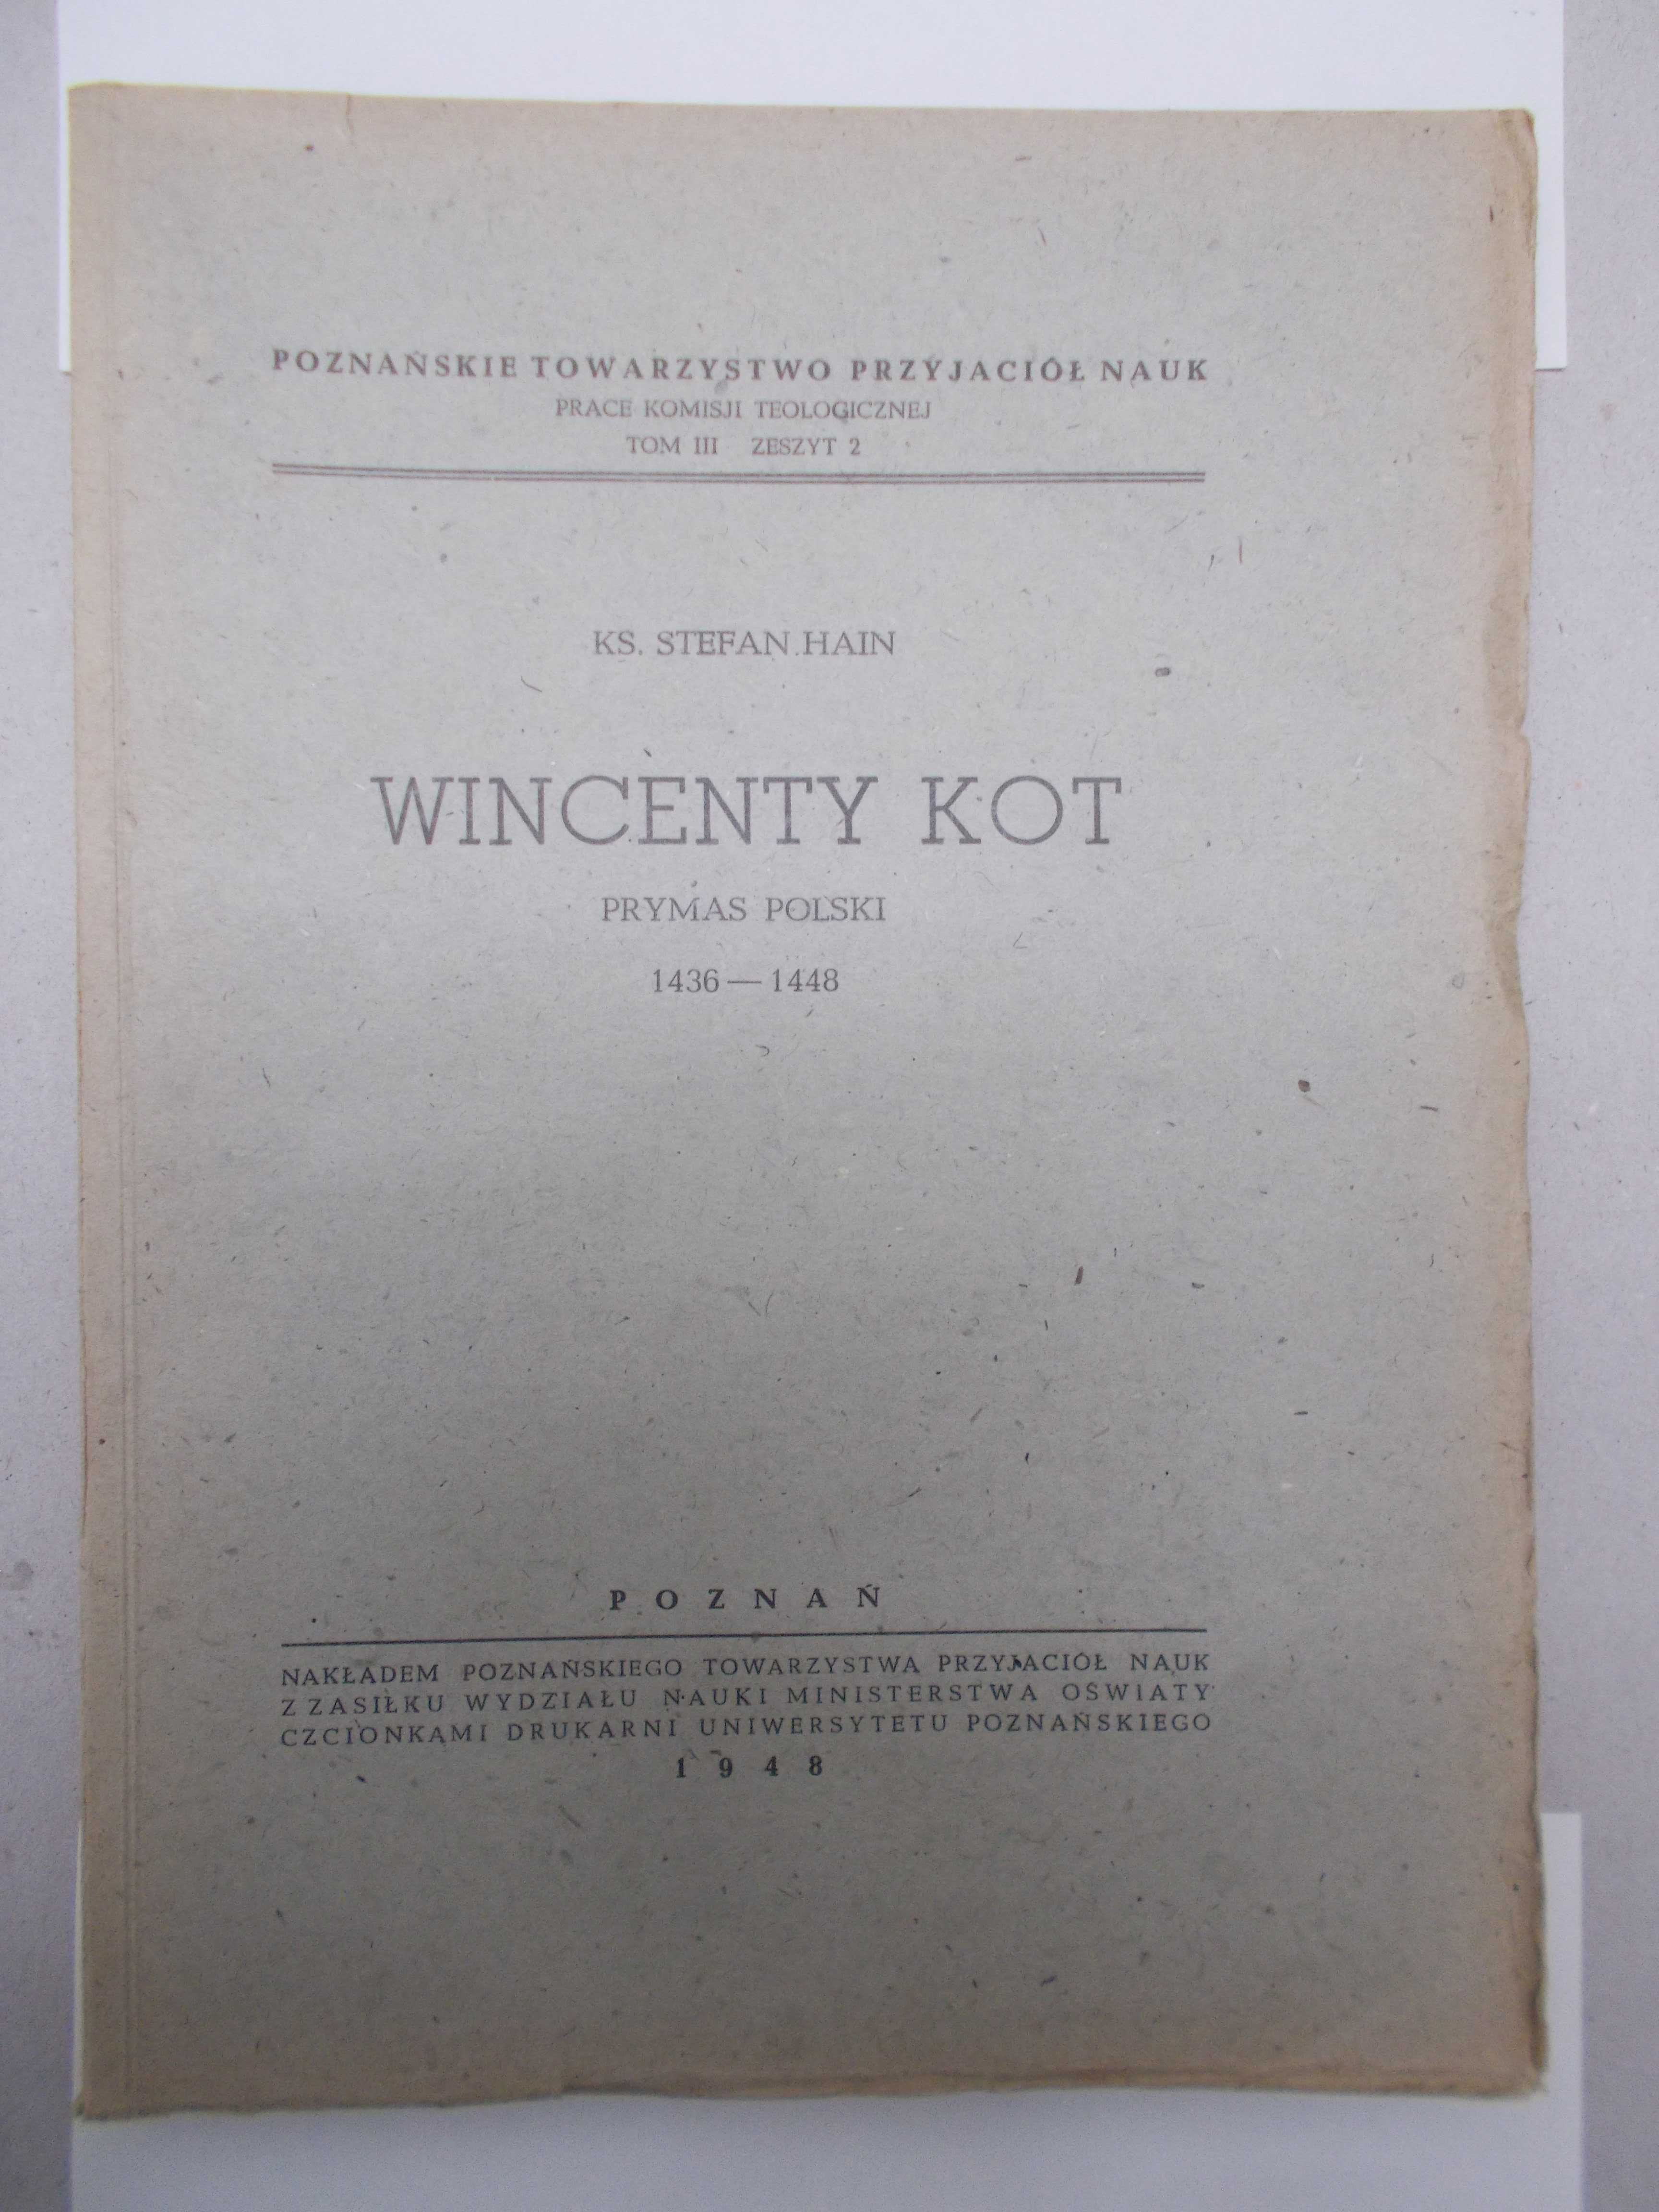 POZNAŃSKIE TOWARZYSTWO PRZYJACIÓŁ NAUK
PRACE KOMISJI TEOLOGICZNEJ
TOM III ZESZYT 2
KS. STEFAN HAIN
WINCENTY KOT
PRYMAS POLSKI
1436 — 1448
POZNAŃ
NAKŁADEM POZNAŃSKIEGO TOWARZYSTWA PRZYJACIÓŁ NAUK
Z ZASIŁKU WYDZIAŁU NAUKI MINISTERSTWA OŚWIATY
CZCIONKAMI DRUKARNI UNIWERSYTETU POZNAŃSKIEGO
1948